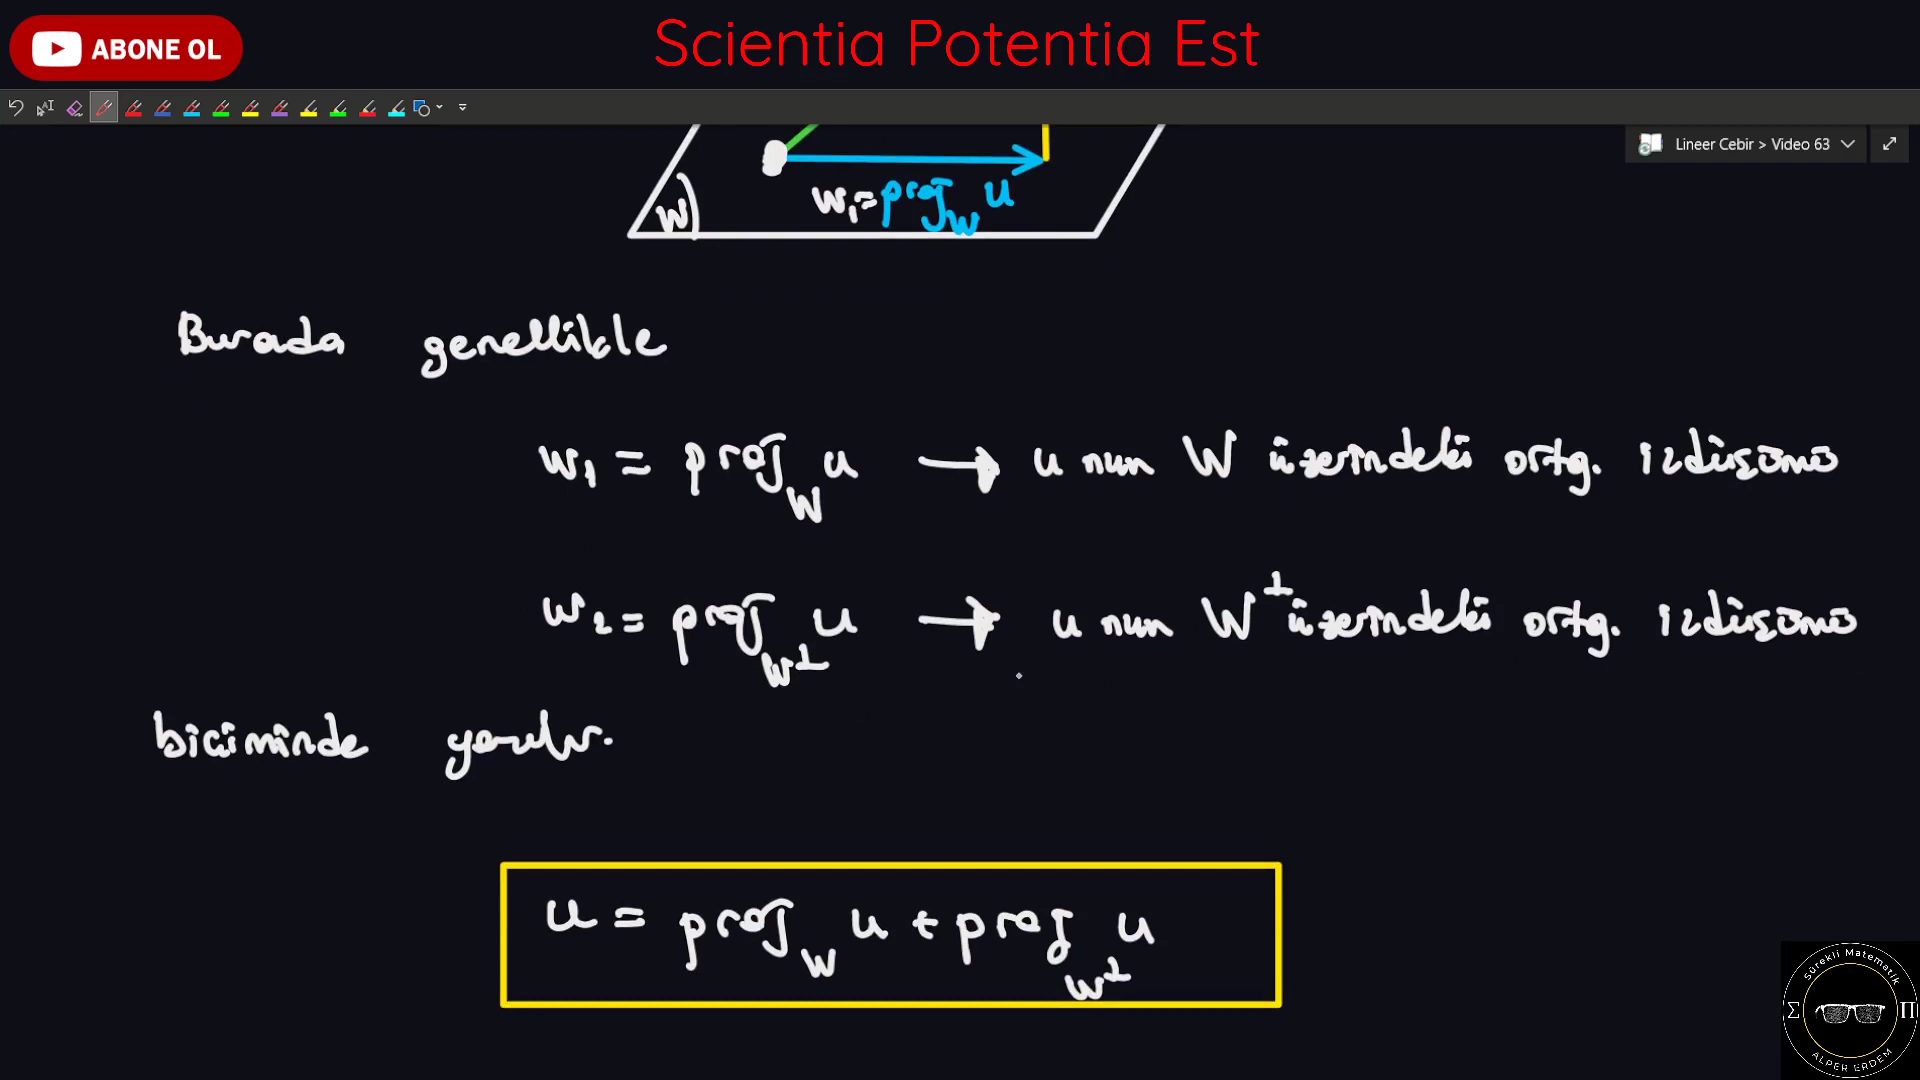 ABONE OL
Scientia Potentia Est
Lineer Cebir > Video 63
w₁ = proj_W u
W
Burada genellikle
w₁ = proj_W u → u nun W üzerindeki ortg. izdüşümü
w₂ = proj_W⊥ u → u nun W⊥ üzerindeki ortg. izdüşümü
biçiminde yazılır.
u = proj_W u + proj_W⊥ u
Sürekli Matematik
Σ Π
ALPER ERDEM